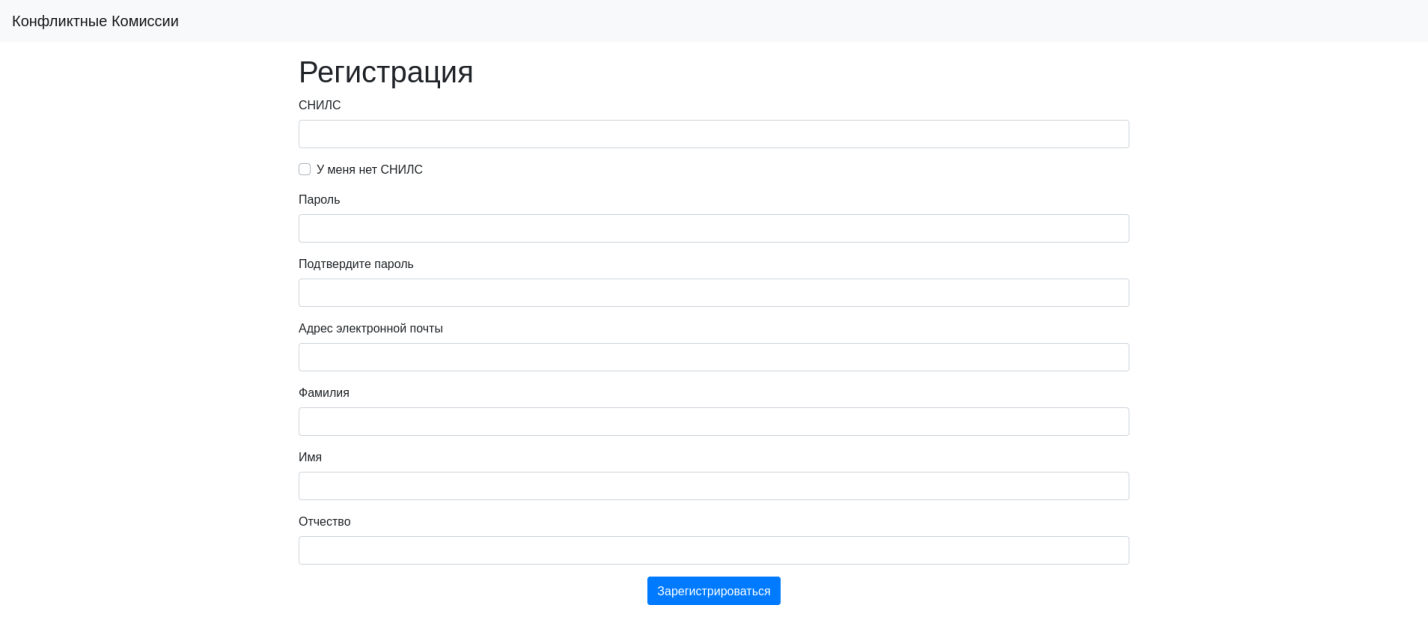 Конфликтные Комиссии
Регистрация
СНИЛС
У меня нет СНИЛС
Пароль
Подтвердите пароль
Адрес электронной почты
Фамилия
Имя
Отчество
Зарегистрироваться